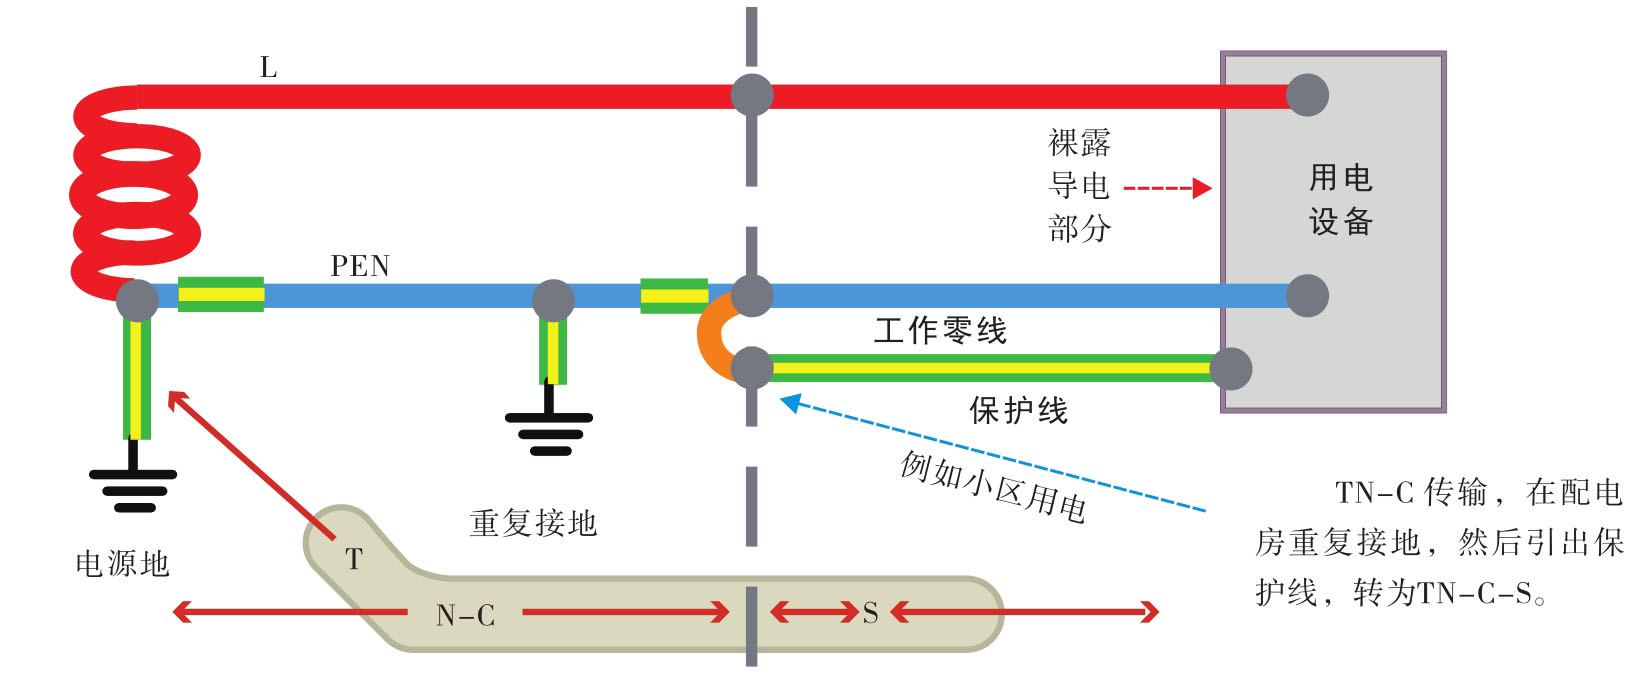 L
裸露
导电
部分
用电
设备
PEN
工作零线
保护线
例如小区用电
重复接地
电源地
T
N-C
S
TN-C 传输，在配电
房重复接地，然后引出保
护线，转为TN-C-S。